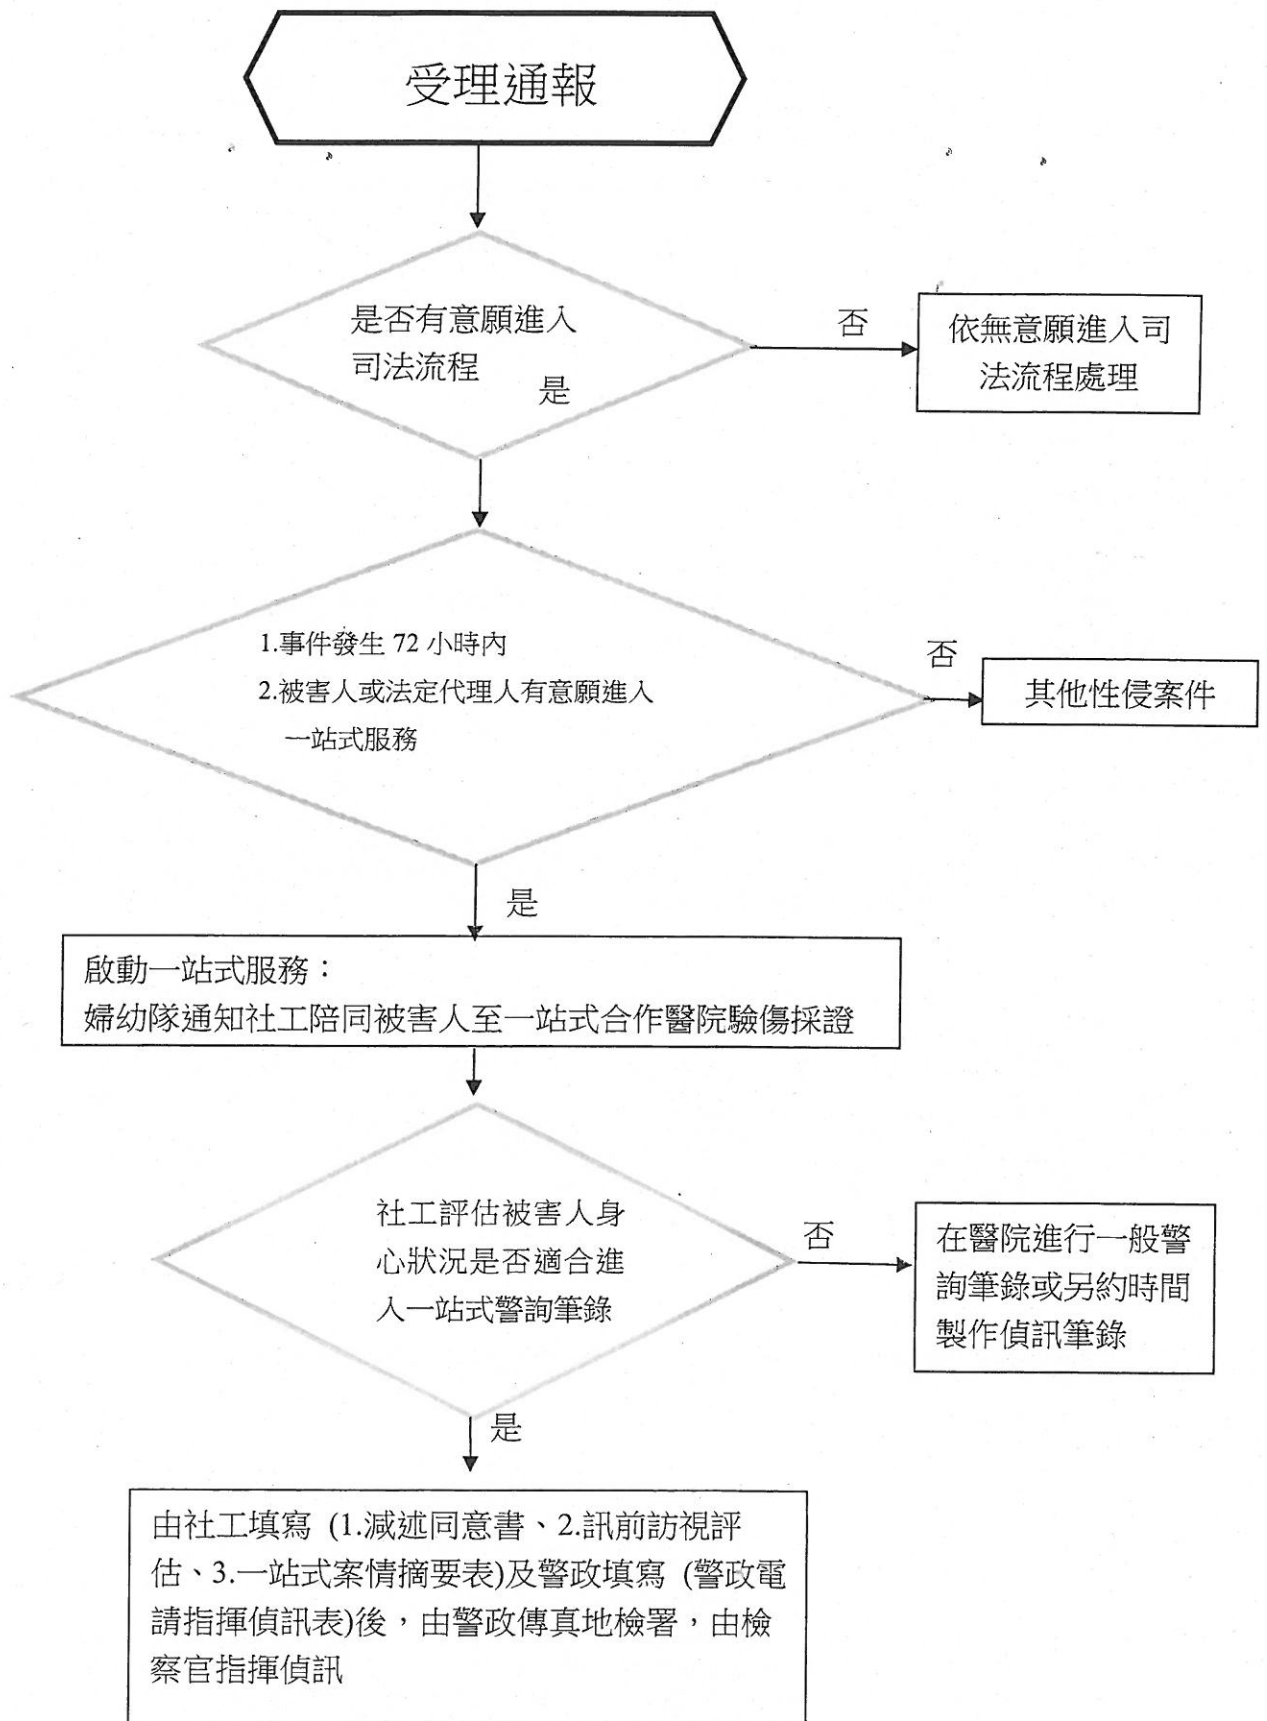 受理通報
是否有意願進入
司法流程
是
否
依無意願進入司
法流程處理
1.事件發生 72 小時內
2.被害人或法定代理人有意願進入
一站式服務
否
其他性侵案件
是
啟動一站式服務：
婦幼隊通知社工陪同被害人至一站式合作醫院驗傷採證
社工評估被害人身
心狀況是否適合進
入一站式警詢筆錄
否
在醫院進行一般警
詢筆錄或另約時間
製作偵訊筆錄
是
由社工填寫 (1.減述同意書、2.訊前訪視評
估、3.一站式案情摘要表)及警政填寫 (警政電
請指揮偵訊表)後，由警政傳真地檢署，由檢
察官指揮偵訊